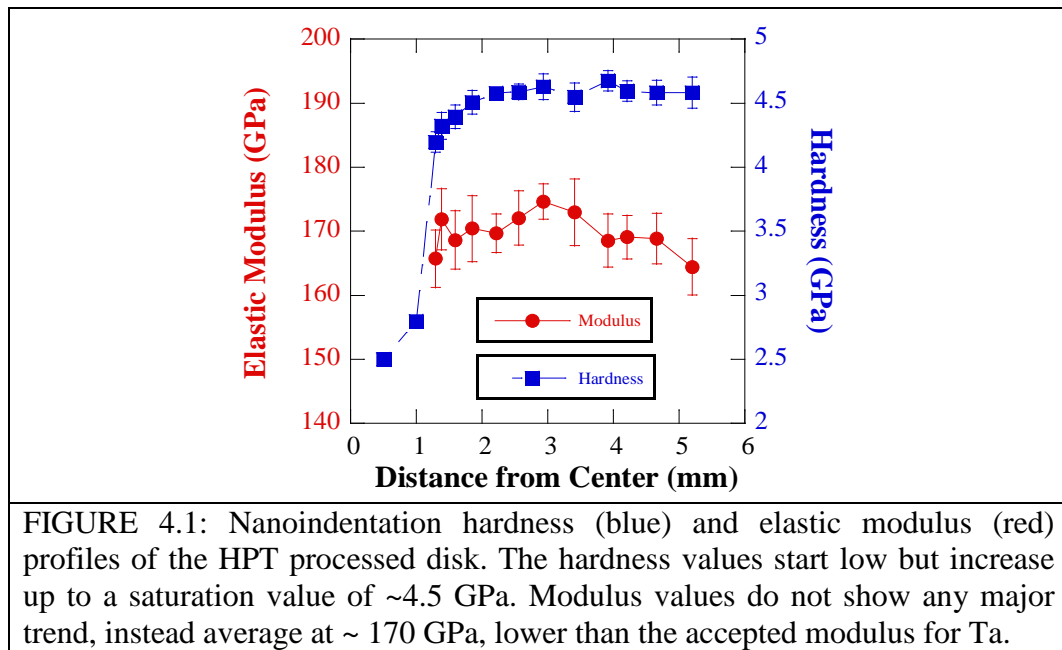 200
190
180
170
160
150
140
Elastic Modulus (GPa)
5
4.5
4
3.5
3
2.5
2
Hardness (GPa)
Modulus
Hardness
0 1 2 3 4 5 6
Distance from Center (mm)
FIGURE 4.1: Nanoindentation hardness (blue) and elastic modulus (red)
profiles of the HPT processed disk. The hardness values start low but increase
up to a saturation value of ~4.5 GPa. Modulus values do not show any major
trend, instead average at ~ 170 GPa, lower than the accepted modulus for Ta.